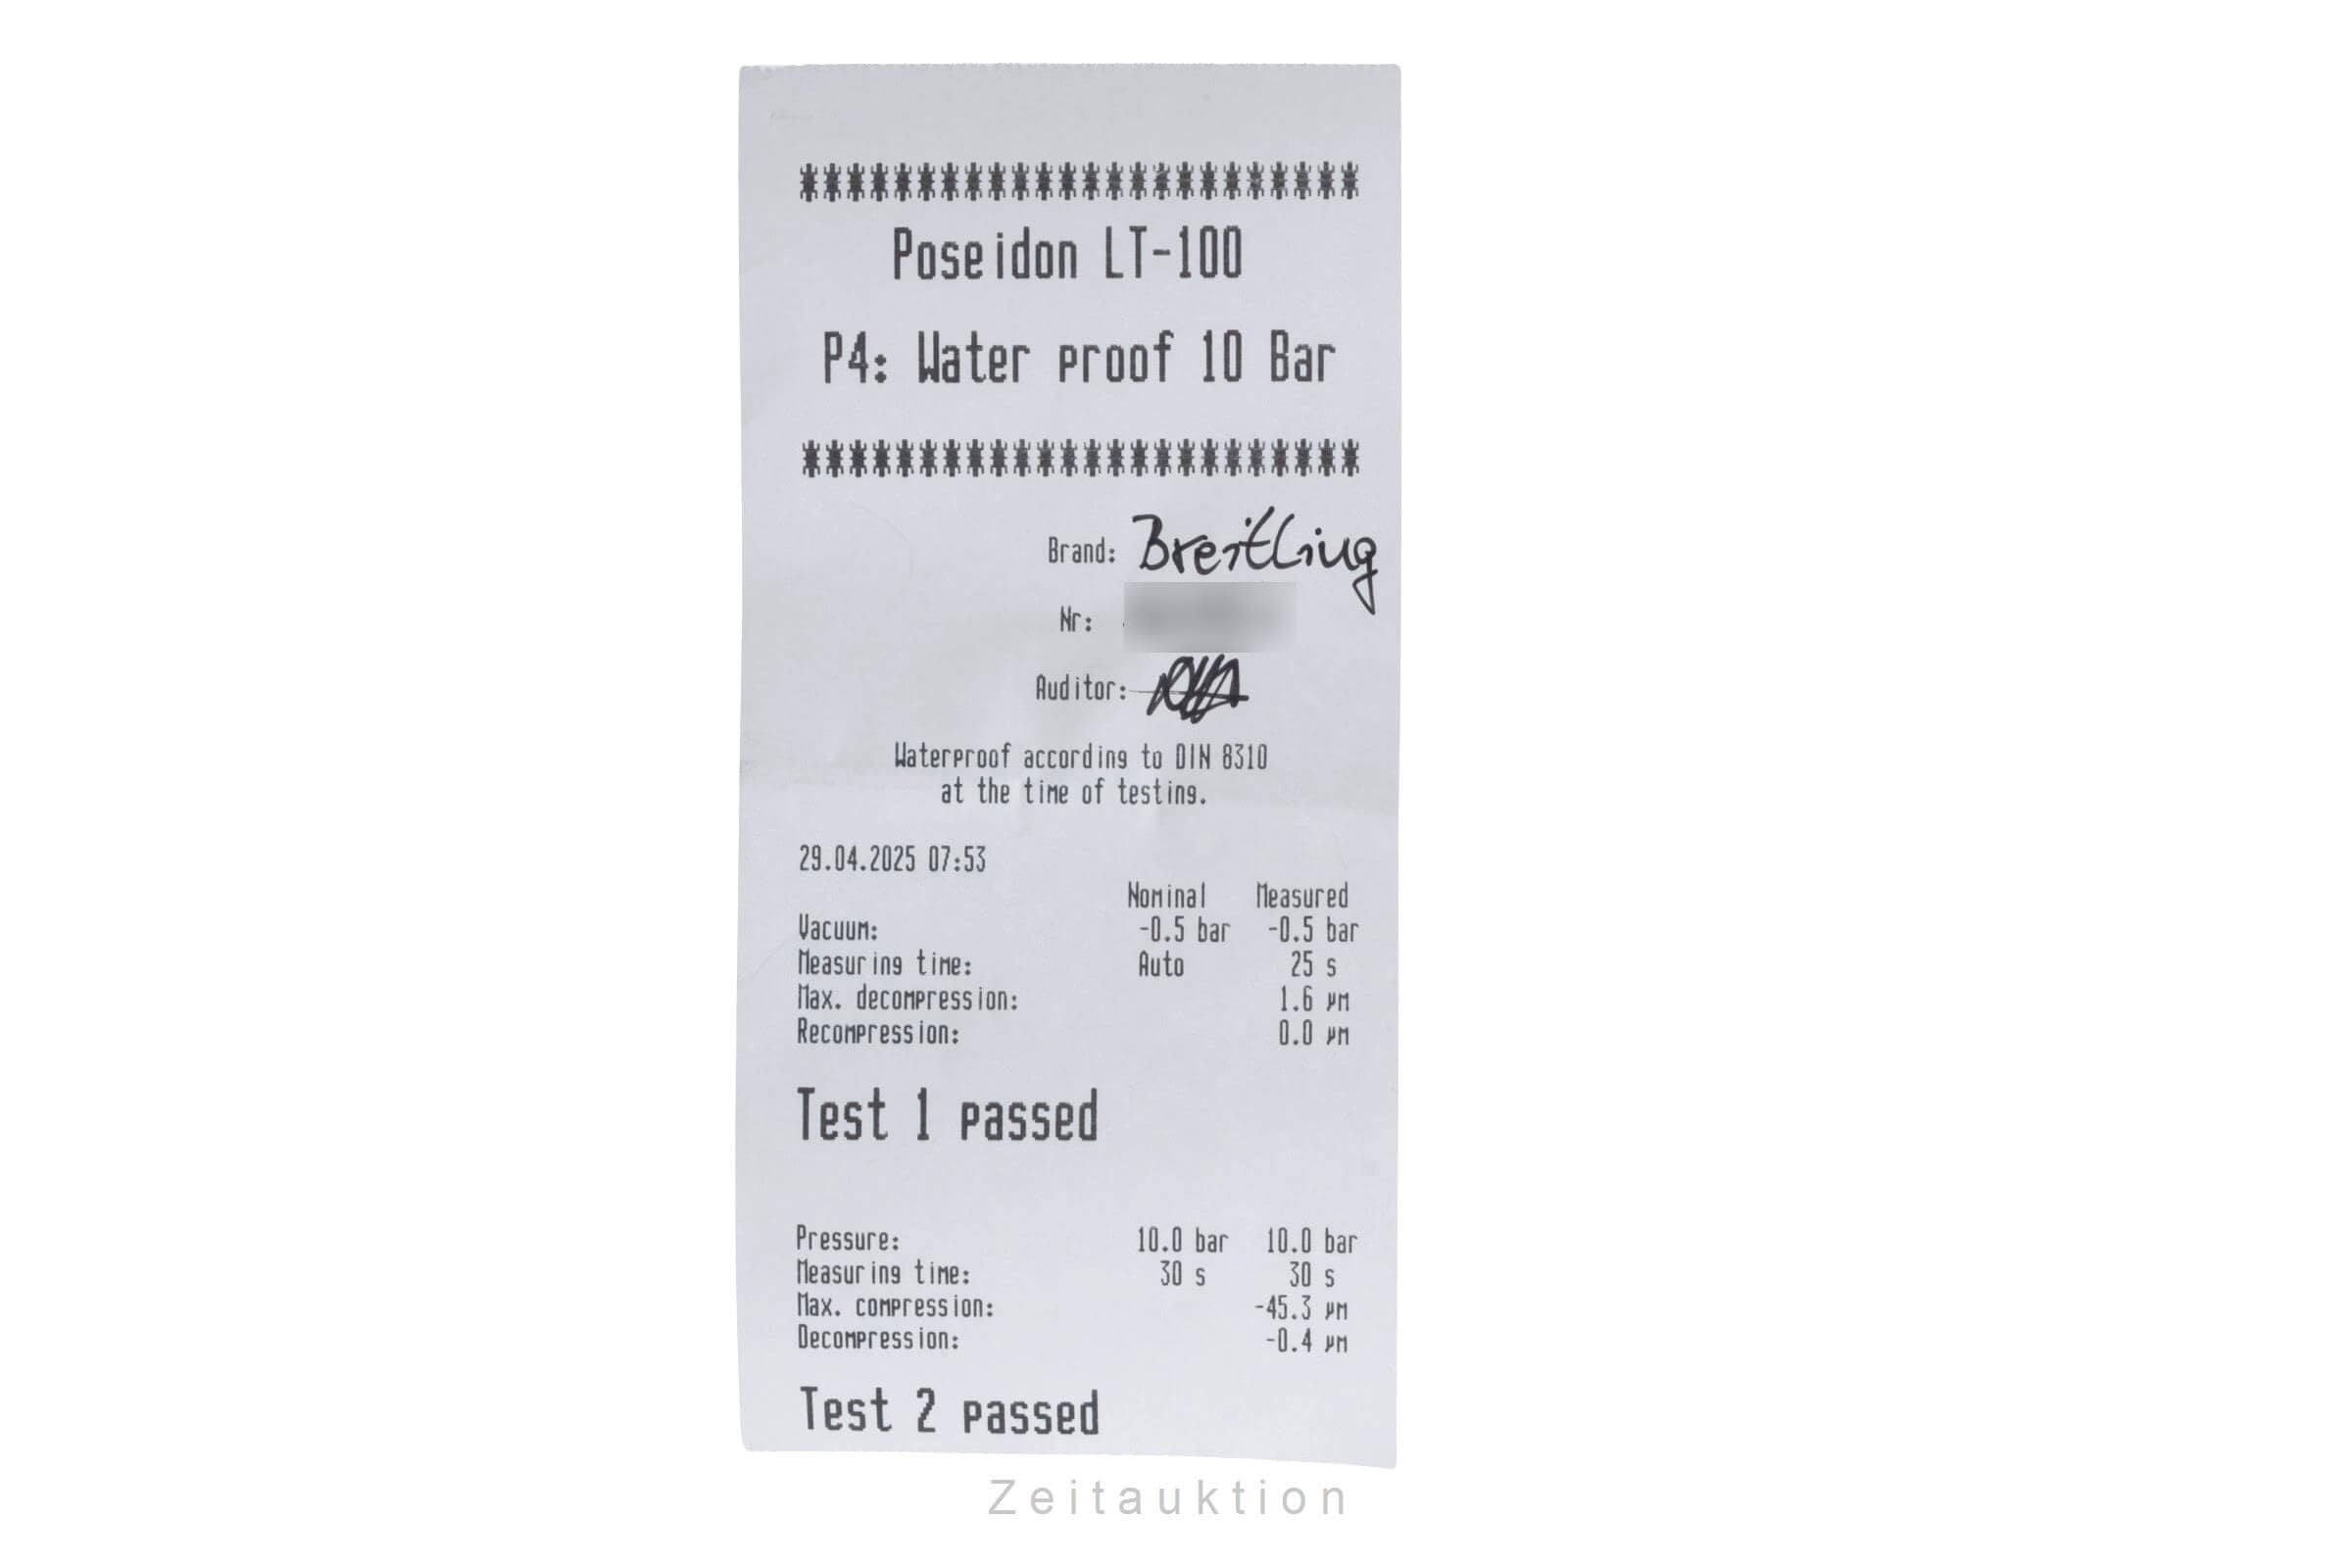 ************************
Poseidon LT-100
P4: Water proof 10 Bar
************************
Brand: Breitling
Nr:
Auditor:
Waterproof according to DIN 8310
at the time of testing.
29.04.2025 07:53
Nominal Measured
Vacuum: -0.5 bar -0.5 bar
Measuring time: Auto 25 s
Max. decompression: 1.6 µm
Recompression: 0.0 µm
Test 1 passed
Pressure: 10.0 bar 10.0 bar
Measuring time: 30 s 30 s
Max. compression: -45.3 µm
Decompression: -0.4 µm
Test 2 passed
Zeitauktion